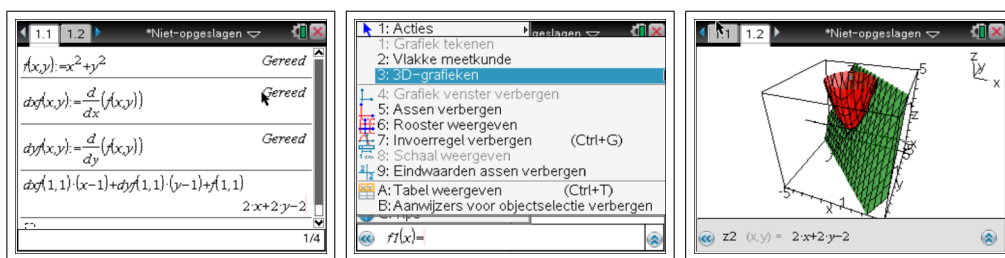 1.1 1.2 *Niet-opgeslagen
f(x,y):=x²+y² Gereed
dxf(x,y):=d/dx(f(x,y)) Gereed
dyf(x,y):=d/dy(f(x,y)) Gereed
dxf(1,1)·(x−1)+dyf(1,1)·(y−1)+f(1,1)
2·x+2·y−2
1/4
1: Acties
geslagen
1: Grafiek tekenen
2: Vlakke meetkunde
3: 3D-grafieken
4: Grafiek venster verbergen
5: Assen verbergen
6: Rooster weergeven
7: Invoerregel verbergen (Ctrl+G)
8: Schaal weergeven
9: Eindwaarden assen verbergen
A: Tabel weergeven (Ctrl+T)
B: Aanwijzers voor objectselectie verbergen
f1(x)=
1.2 *Niet-opgeslagen
z
y
x
5
z
x
-5
x
1
y
z2 (x,y) = 2·x+2·y−2